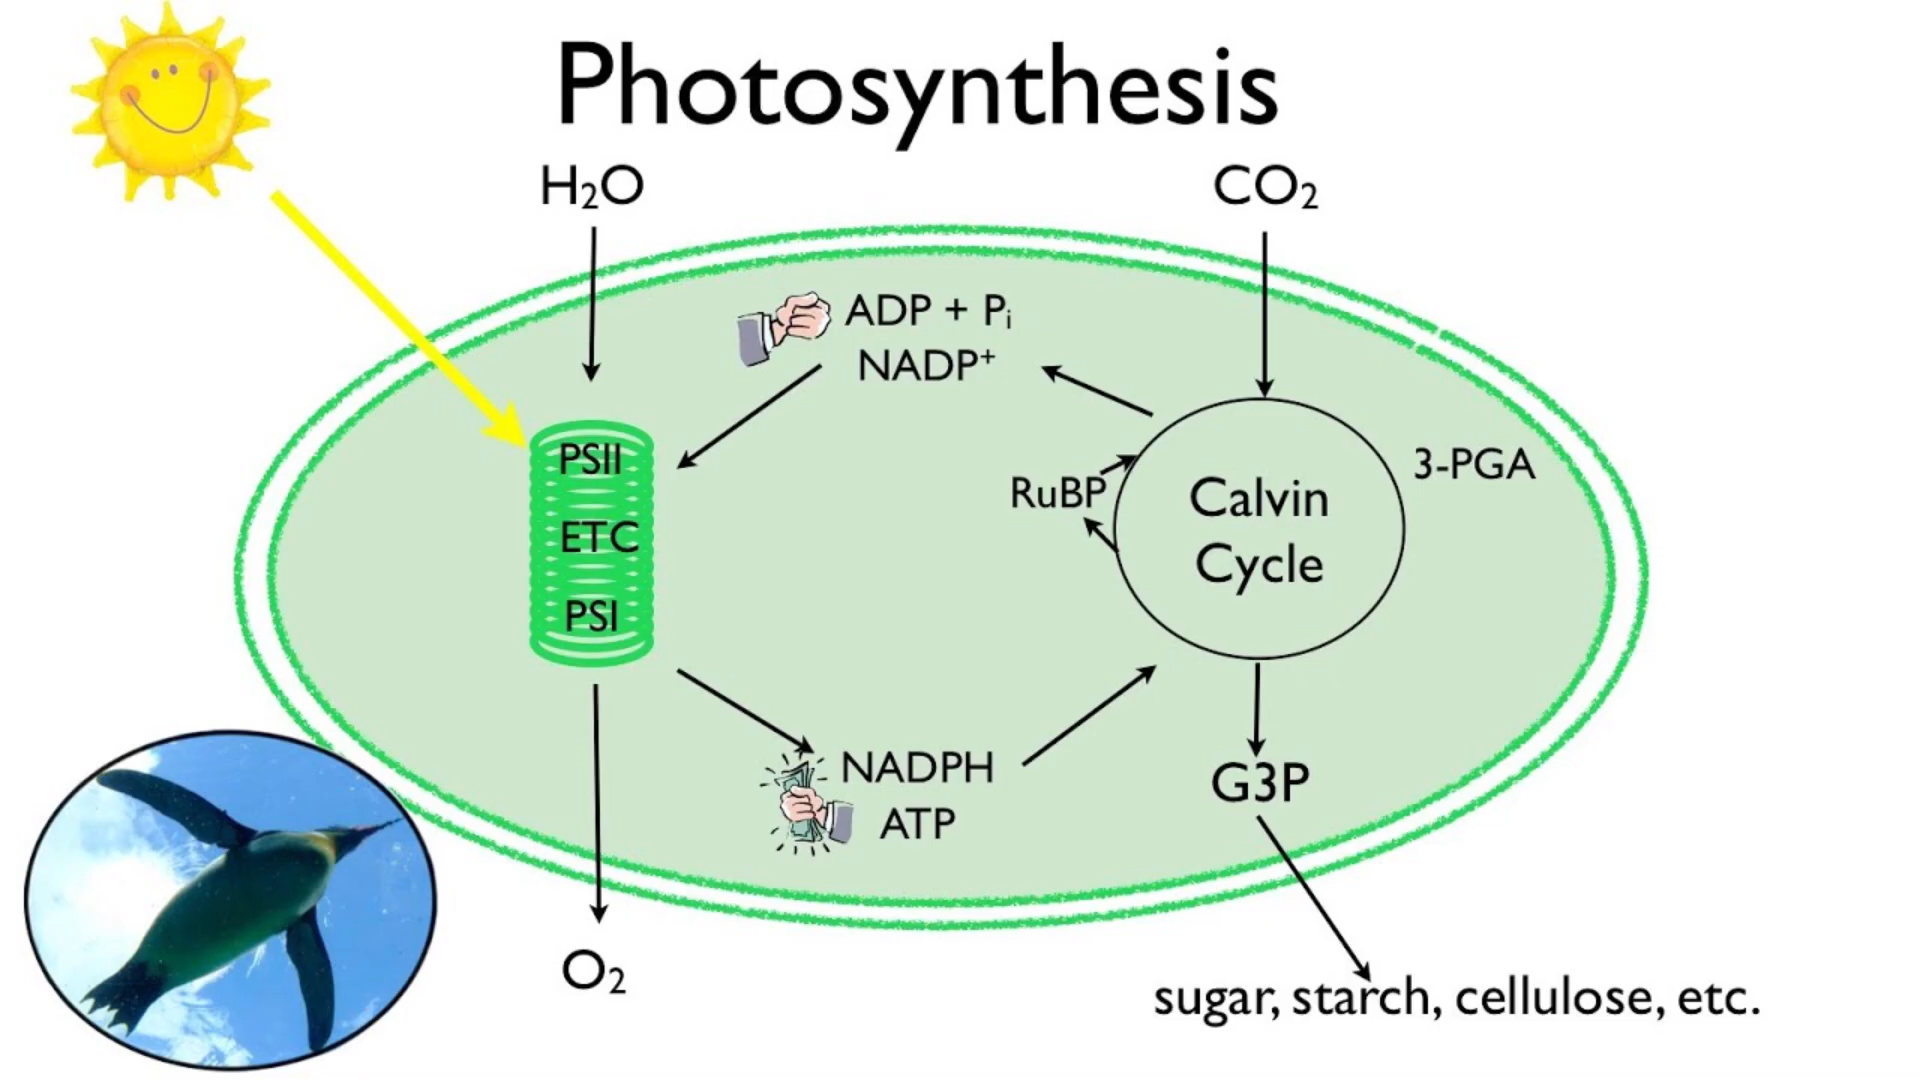 Photosynthesis
H₂O
CO₂
ADP + Pᵢ
NADP⁺
PSII
ETC
PSI
RuBP
Calvin
Cycle
3-PGA
NADPH
ATP
G3P
O₂
sugar, starch, cellulose, etc.